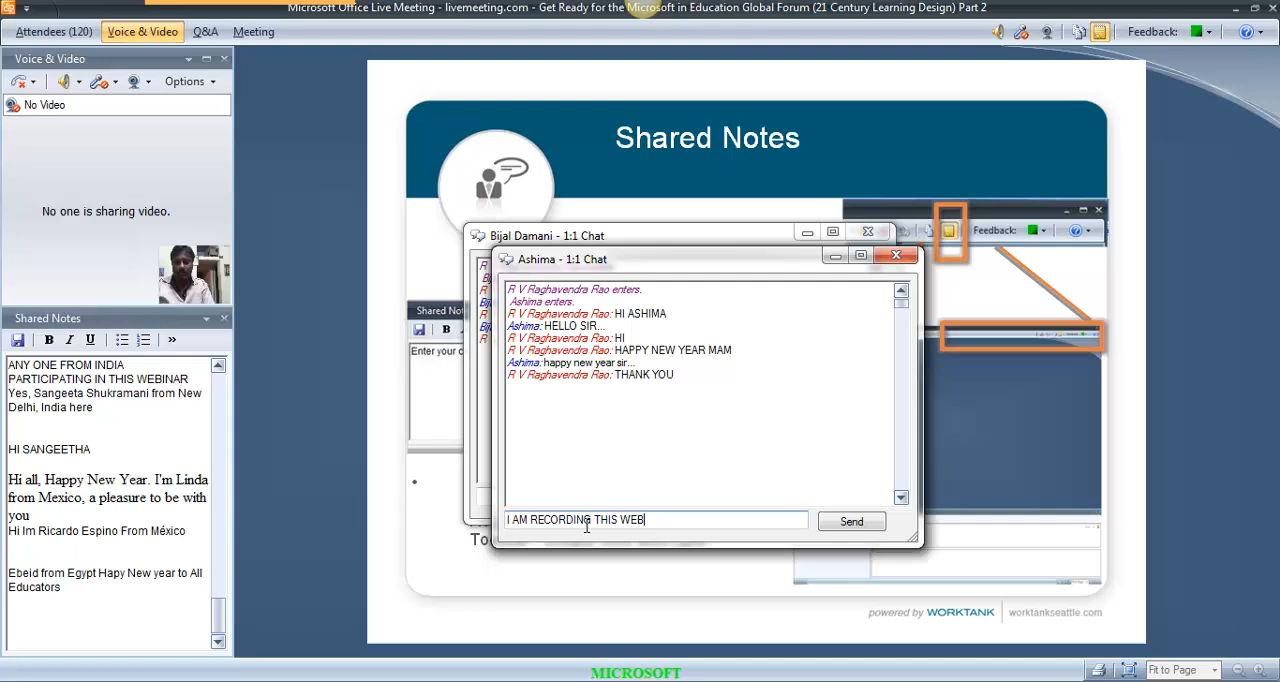 Microsoft Office Live Meeting - livemeeting.com - Get Ready for the Microsoft in Education Global Forum (21 Century Learning Design) Part 2
Attendees (120) Voice & Video Q&A Meeting Feedback:
Voice & Video
Options
No Video
No one is sharing video.
Shared Notes
B I U
ANY ONE FROM INDIA
PARTICIPATING IN THIS WEBINAR
Yes, Sangeeta Shukramani from New
Delhi, India here
HI SANGEETHA
Hi all, Happy New Year. I'm Linda
from Mexico, a pleasure to be with
you
Hi Im Ricardo Espino From México
Ebeid from Egypt Hapy New year to All
Educators
Shared Notes
Feedback:
Shared No
B
Enter your c
Bijal Damani - 1:1 Chat
Ashima - 1:1 Chat
R V Raghavendra Rao enters.
Ashima enters.
R V Raghavendra Rao: HI ASHIMA
Ashima: HELLO SIR...
R V Raghavendra Rao: HI
R V Raghavendra Rao: HAPPY NEW YEAR MAM
Ashima: happy new year sir...
R V Raghavendra Rao: THANK YOU
I AM RECORDING THIS WEB
Send
To
powered by WORKTANK worktankseattle.com
MICROSOFT
Fit to Page